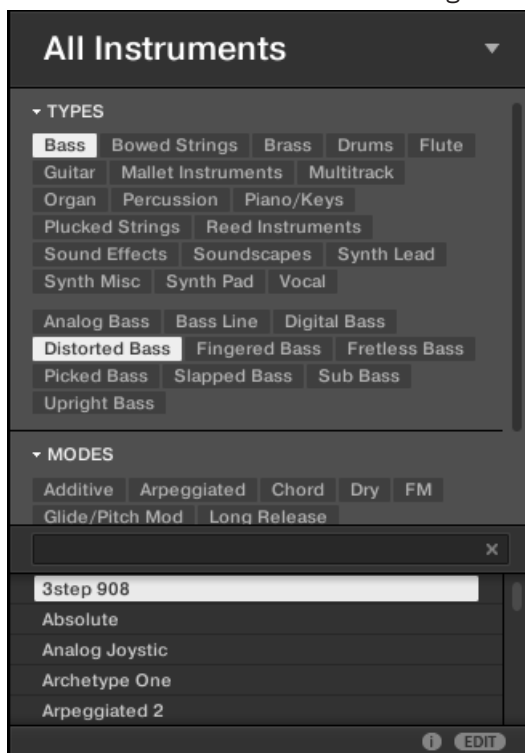 All Instruments
TYPES
Bass Bowed Strings Brass Drums Flute
Guitar Mallet Instruments Multitrack
Organ Percussion Piano/Keys
Plucked Strings Reed Instruments
Sound Effects Soundscapes Synth Lead
Synth Misc Synth Pad Vocal
Analog Bass Bass Line Digital Bass
Distorted Bass Fingered Bass Fretless Bass
Picked Bass Slapped Bass Sub Bass
Upright Bass
MODES
Additive Arpeggiated Chord Dry FM
Glide/Pitch Mod Long Release
3step 908
Absolute
Analog Joystic
Archetype One
Arpeggiated 2
i EDIT